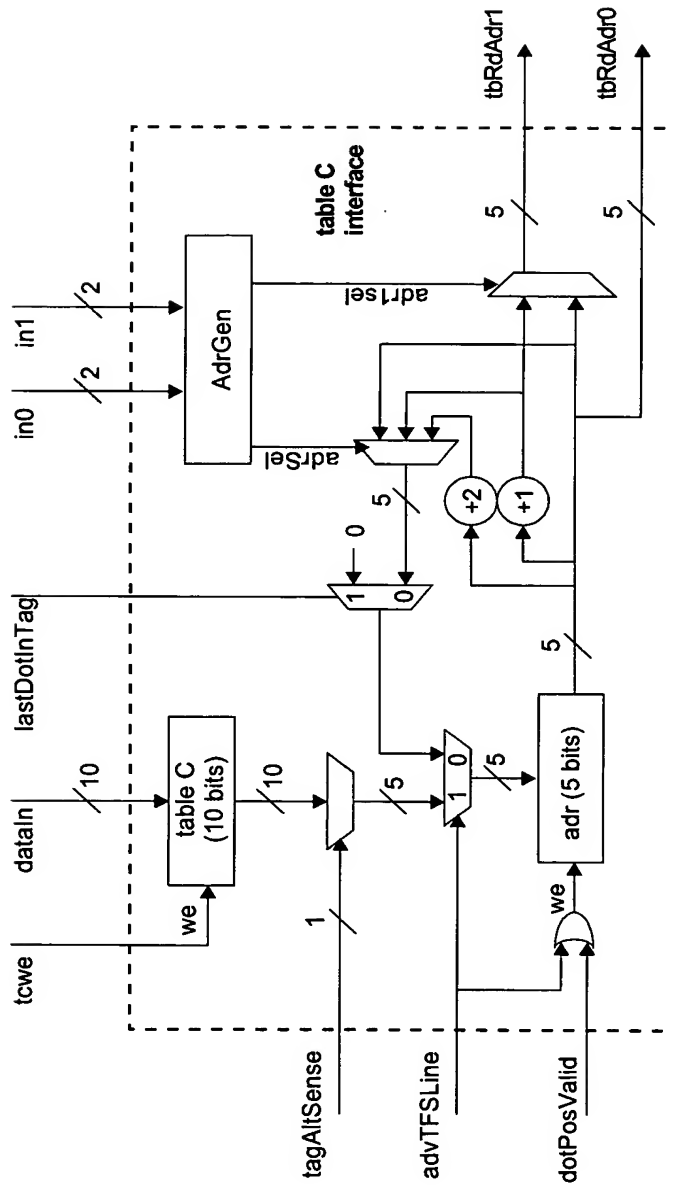 tcwe
dataIn
lastDotInTag
in0
in1
10
2
2
we
table C
(10 bits)
AdrGen
table C
interface
10
0
adrSel
adr1sel
1
tagAltSense
5
1
0
5
5
tbRdAdr1
1 0
advTFSLine
5
+2
+1
5
tbRdAdr0
we
adr (5 bits)
5
dotPosValid